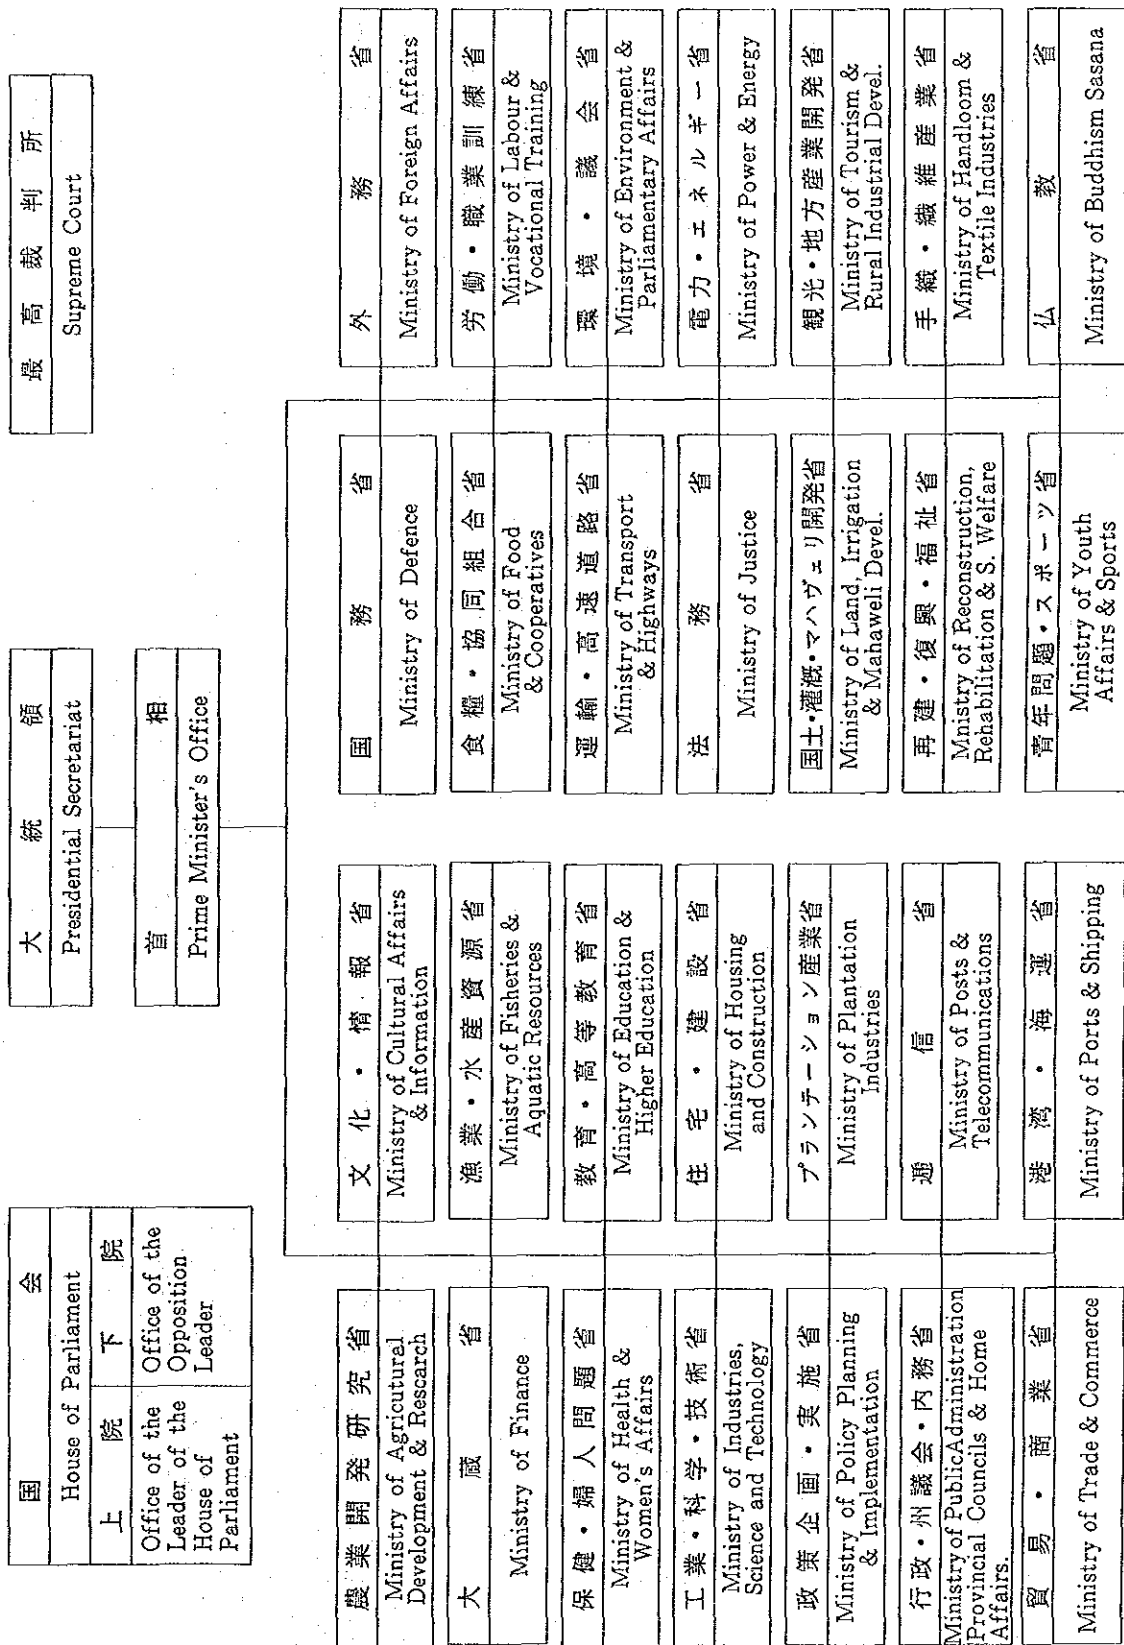 国会
House of Parliament
上院
下院
Office of the
Leader of the
House of
Parliament
Office of the
Opposition
Leader
大統領
Presidential Secretariat
首相
Prime Minister's Office
最高裁判所
Supreme Court
農業開発研究省
Ministry of Agricutural
Development & Research
文化・情報省
Ministry of Cultural Affairs
& Information
国務省
Ministry of Defence
外務省
Ministry of Foreign Affairs
大蔵省
Ministry of Finance
漁業・水産資源省
Ministry of Fisheries &
Aquatic Resources
食糧・協同組合省
Ministry of Food
& Cooperatives
労働・職業訓練省
Ministry of Labour &
Vocational Training
保健・婦人問題省
Ministry of Health &
Women's Affairs
教育・高等教育省
Ministry of Education &
Higher Education
運輸・高速道路省
Ministry of Transport
& Highways
環境・議会省
Ministry of Environment &
Parliamentary Affairs
工業・科学・技術省
Ministry of Industries,
Science and Technology
住宅・建設省
Ministry of Housing
and Construction
法務省
Ministry of Justice
電力・エネルギー省
Ministry of Power & Energy
政策企画・実施省
Ministry of Policy Planning
& Implementation
プランテーション産業省
Ministry of Plantation
Industries
国土・灌漑・マハヴェリ開発省
Ministry of Land, Irrigation
& Mahaweli Devel.
観光・地方産業開発省
Ministry of Tourism &
Rural Industrial Devel.
行政・州議会・内務省
Ministry of Public Administration
Provincial Councils & Home
Affairs.
逓信省
Ministry of Posts &
Telecommunications
再建・復興・福祉省
Mnistry of Reconstruction,
Rehabilitation & S. Welfare
手織・繊維産業省
Ministry of Handloom &
Textile Industries
貿易・商業省
Ministry of Trade & Commerce
港湾・海運省
Ministry of Ports & Shipping
青年問題・スポーツ省
Ministry of Youth
Affairs & Sports
仏教省
Ministry of Buddhism Sasana